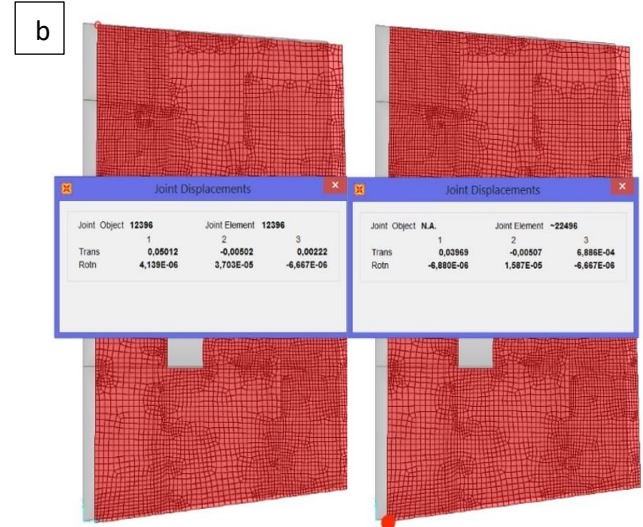 b
Joint Displacements
Joint Object 12396 Joint Element 12396
1 2 3
Trans 0,05012 -0,00502 0,00222
Rotn 4,139E-06 3,703E-05 -6,667E-06
Joint Displacements
Joint Object N.A. Joint Element ~22496
1 2 3
Trans 0,03969 -0,00507 6,886E-04
Rotn -6,880E-06 1,587E-05 -6,667E-06